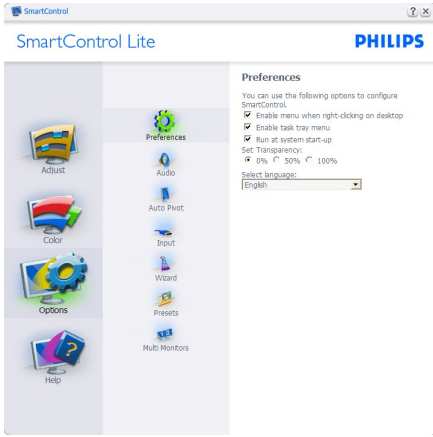 SmartControl
SmartControl Lite
PHILIPS
Adjust
Color
Options
Help
Preferences
Audio
Auto Pivot
Input
Wizard
Presets
Multi Monitors
Preferences
You can use the following options to configure
SmartControl.
Enable menu when right-clicking on desktop
Enable task tray menu
Run at system start-up
Set Transparency:
0% 50% 100%
Select language:
English